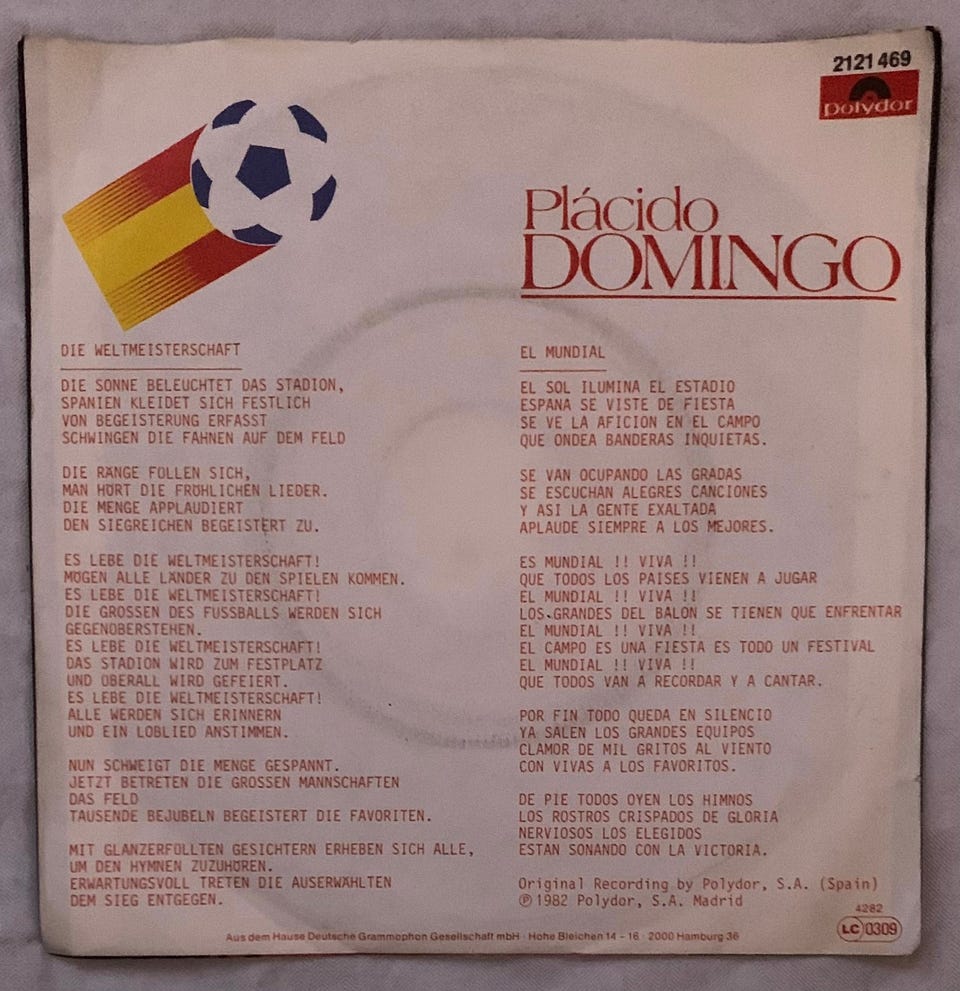 2121 469
Polydor
Plácido
DOMINGO
DIE WELTMEISTERSCHAFT
DIE SONNE BELEUCHTET DAS STADION,
SPANIEN KLEIDET SICH FESTLICH
VON BEGEISTERUNG ERFASST
SCHWINGEN DIE FAHNEN AUF DEM FELD
DIE RÄNGE FÜLLEN SICH,
MAN HÖRT DIE FRÖHLICHEN LIEDER.
DIE MENGE APPLAUDIERT
DEN SIEGREICHEN BEGEISTERT ZU.
ES LEBE DIE WELTMEISTERSCHAFT!
MÖGEN ALLE LÄNDER ZU DEN SPIELEN KOMMEN.
ES LEBE DIE WELTMEISTERSCHAFT!
DIE GROSSEN DES FUSSBALLS WERDEN SICH
GEGENÜBERSTEHEN.
ES LEBE DIE WELTMEISTERSCHAFT!
DAS STADION WIRD ZUM FESTPLATZ
UND ÜBERALL WIRD GEFEIERT.
ES LEBE DIE WELTMEISTERSCHAFT!
ALLE WERDEN SICH ERINNERN
UND EIN LOBLIED ANSTIMMEN.
NUN SCHWEIGT DIE MENGE GESPANNT.
JETZT BETRETEN DIE GROSSEN MANNSCHAFTEN
DAS FELD
TAUSENDE BEJUBELN BEGEISTERT DIE FAVORITEN.
MIT GLANZERFÜLLTEN GESICHTERN ERHEBEN SICH ALLE,
UM DEN HYMNEN ZUZUHÖREN.
ERWARTUNGSVOLL TRETEN DIE AUSERWÄHLTEN
DEM SIEG ENTGEGEN.
EL MUNDIAL
EL SOL ILUMINA EL ESTADIO
ESPANA SE VISTE DE FIESTA
SE VE LA AFICION EN EL CAMPO
QUE ONDEA BANDERAS INQUIETAS.
SE VAN OCUPANDO LAS GRADAS
SE ESCUCHAN ALEGRES CANCIONES
Y ASI LA GENTE EXALTADA
APLAUDE SIEMPRE A LOS MEJORES.
ES MUNDIAL !! VIVA !!
QUE TODOS LOS PAISES VIENEN A JUGAR
EL MUNDIAL !! VIVA !!
LOS GRANDES DEL BALON SE TIENEN QUE ENFRENTAR
EL MUNDIAL !! VIVA !!
EL CAMPO ES UNA FIESTA ES TODO UN FESTIVAL
EL MUNDIAL !! VIVA !!
QUE TODOS VAN A RECORDAR Y A CANTAR.
POR FIN TODO QUEDA EN SILENCIO
YA SALEN LOS GRANDES EQUIPOS
CLAMOR DE MIL GRITOS AL VIENTO
CON VIVAS A LOS FAVORITOS.
DE PIE TODOS OYEN LOS HIMNOS
LOS ROSTROS CRISPADOS DE GLORIA
NERVIOSOS LOS ELEGIDOS
ESTAN SONANDO CON LA VICTORIA.
Original Recording by Polydor, S.A. (Spain)
℗ 1982 Polydor, S.A. Madrid
4282
LC 0309
Aus dem Hause Deutsche Grammophon Gesellschaft mbH · Hohe Bleichen 14 - 16 · 2000 Hamburg 36